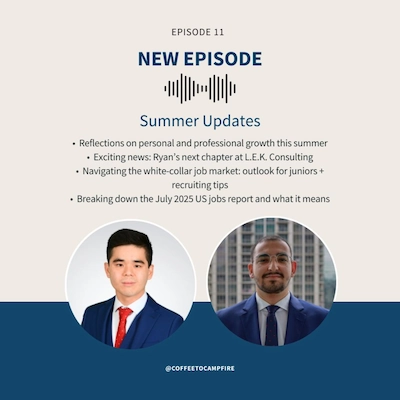 EPISODE 11
NEW EPISODE
Summer Updates
• Reflections on personal and professional growth this summer
• Exciting news: Ryan's next chapter at L.E.K. Consulting
• Navigating the white-collar job market: outlook for juniors +
recruiting tips
• Breaking down the July 2025 US jobs report and what it means
@COFFEETOCAMPFIRE